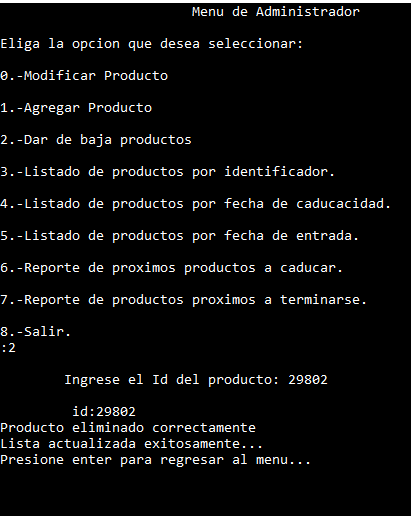 Menu de Administrador
Eliga la opcion que desea seleccionar:
0.-Modificar Producto
1.-Agregar Producto
2.-Dar de baja productos
3.-Listado de productos por identificador.
4.-Listado de productos por fecha de caducacidad.
5.-Listado de productos por fecha de entrada.
6.-Reporte de proximos productos a caducar.
7.-Reporte de productos proximos a terminarse.
8.-Salir.
:2
Ingrese el Id del producto: 29802
id:29802
Producto eliminado correctamente
Lista actualizada exitosamente...
Presione enter para regresar al menu...